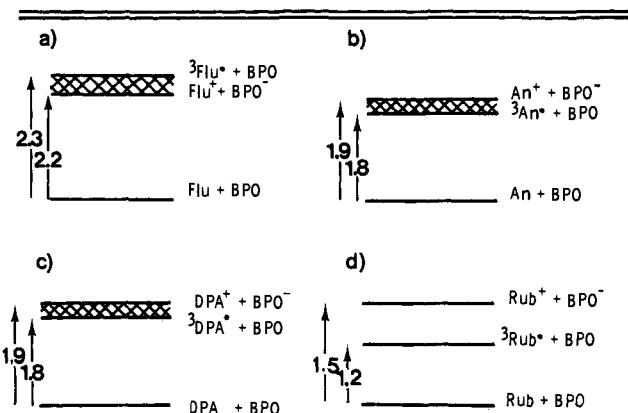 a)
³Flu* + BPO
Flu⁺ + BPO⁻
2.3
2.2
Flu + BPO
b)
An⁺ + BPO⁻
³An* + BPO
1.9
1.8
An + BPO
c)
DPA⁺ + BPO⁻
³DPA* + BPO
1.9
1.8
DPA + BPO
d)
Rub⁺ + BPO⁻
³Rub* + BPO
1.5
1.2
Rub + BPO